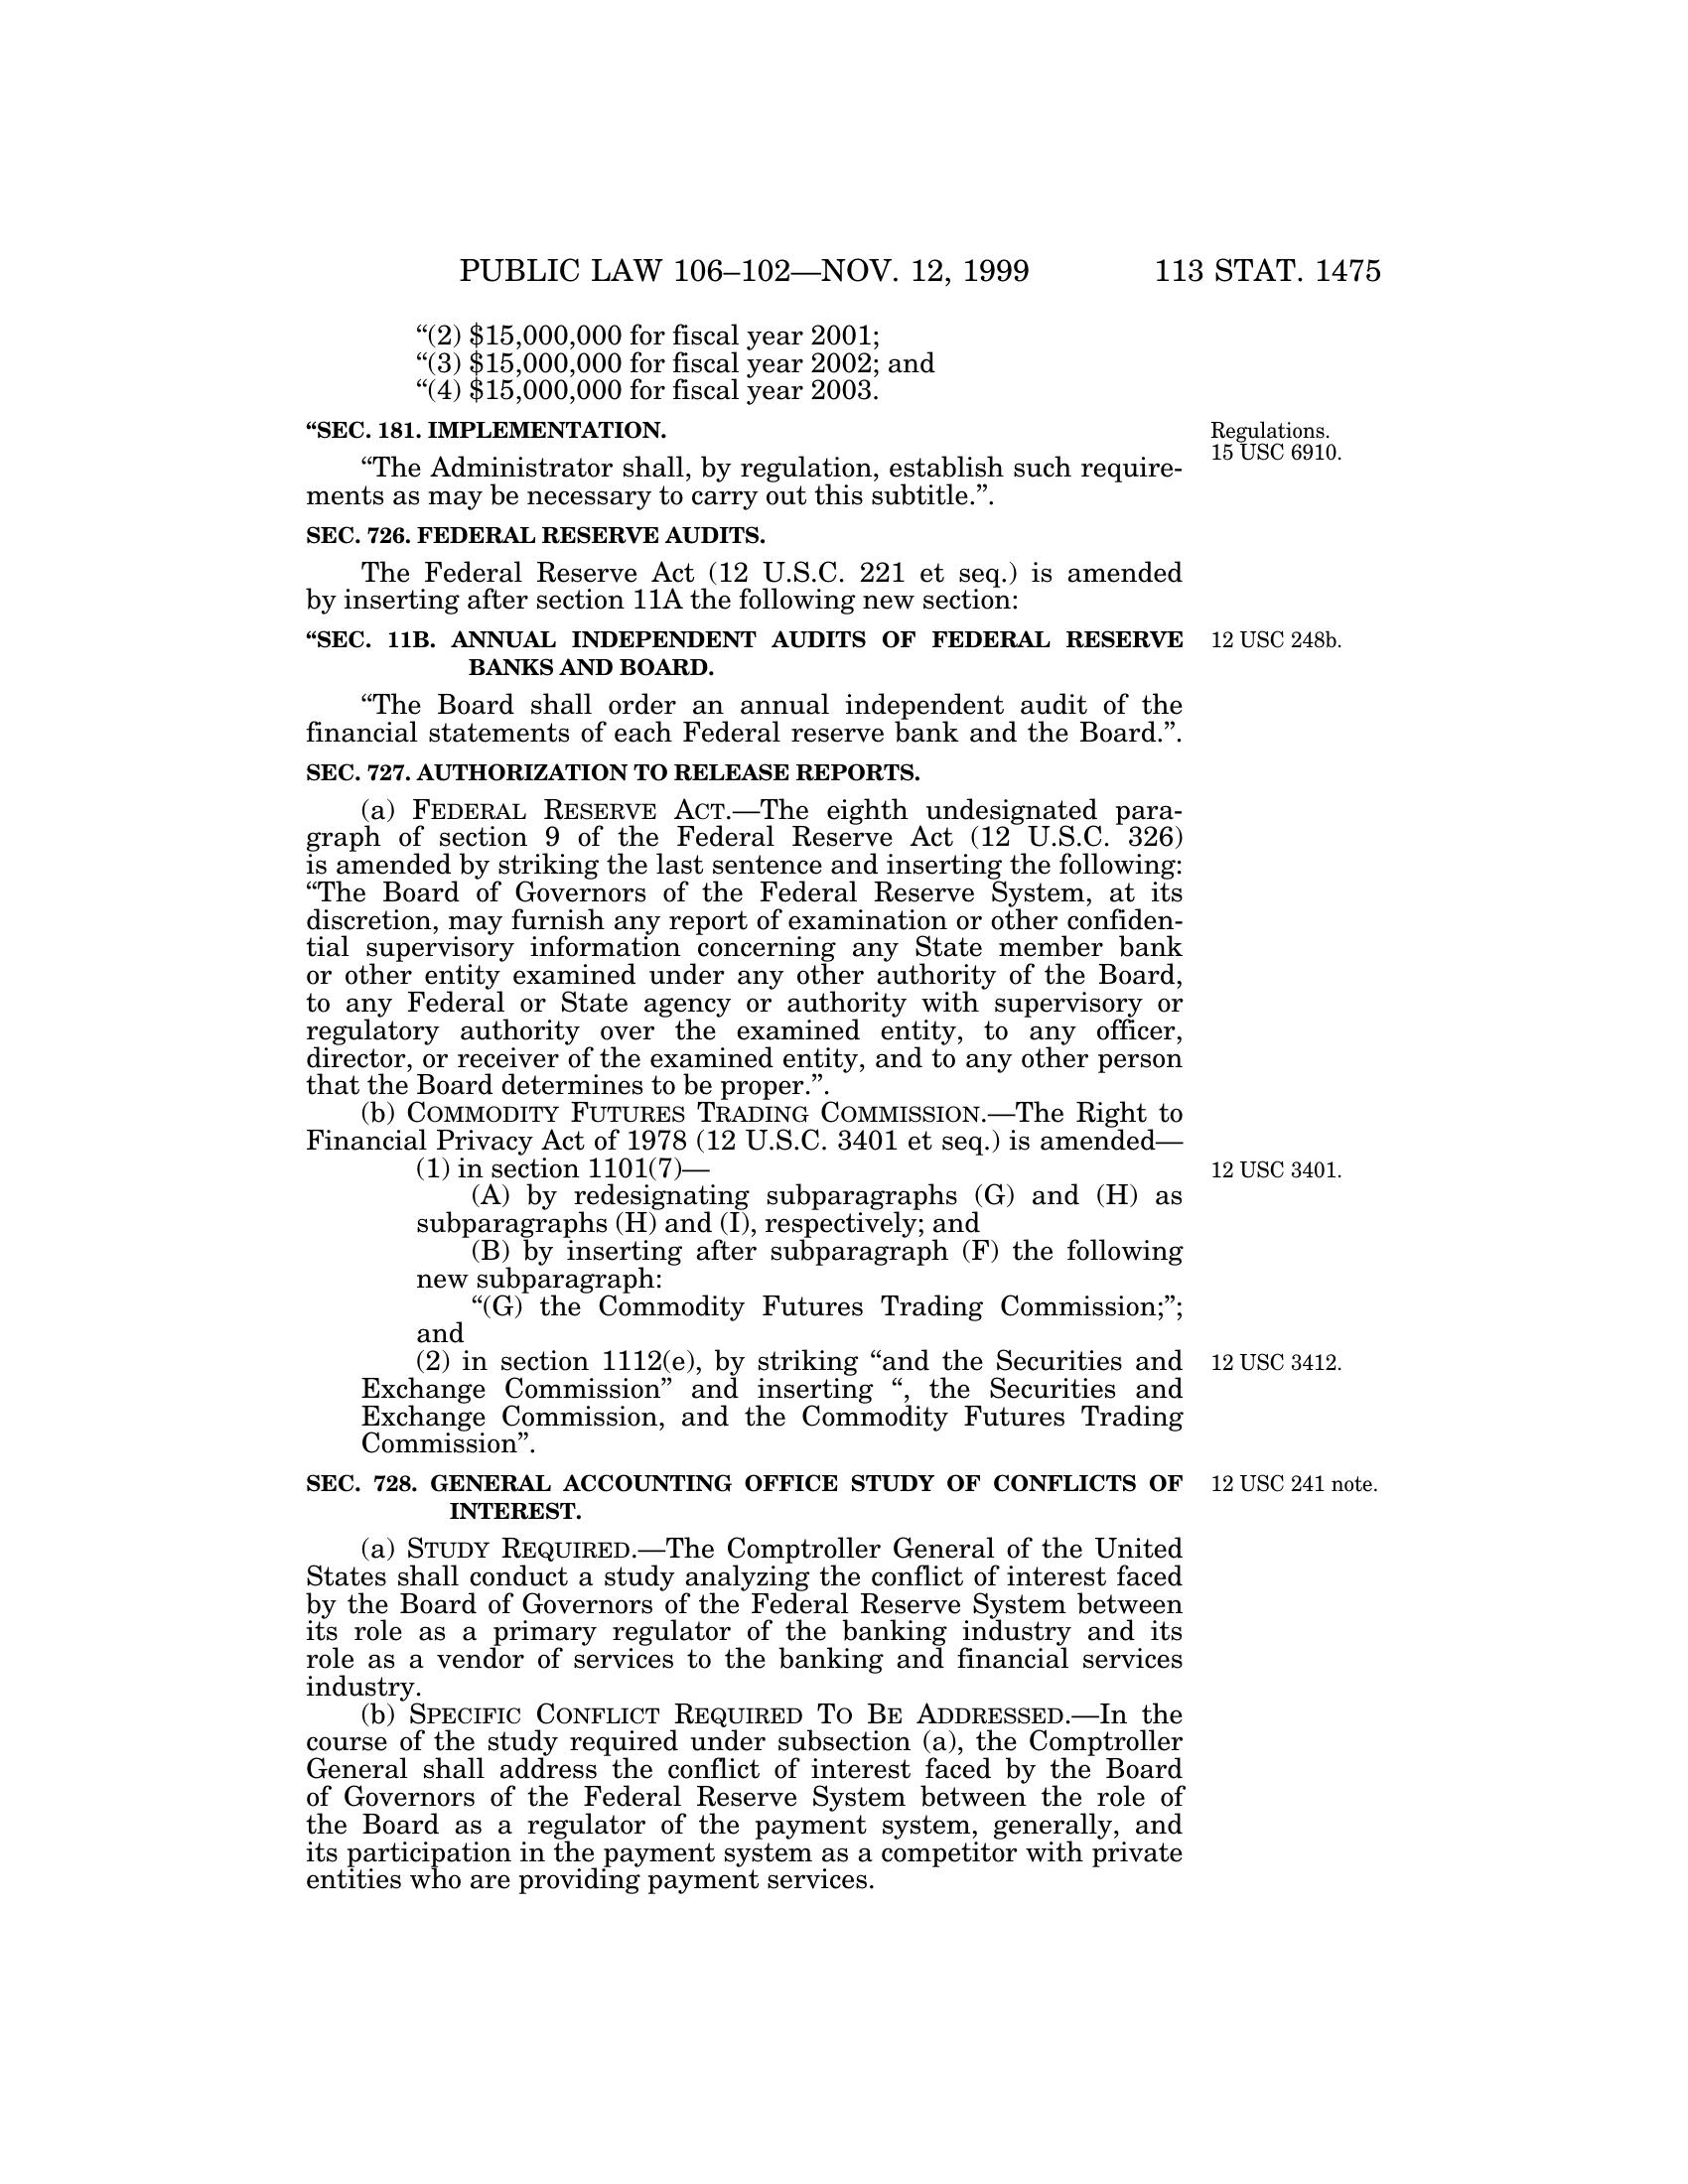 PUBLIC LAW 106–102—NOV. 12, 1999 113 STAT. 1475
“(2) $15,000,000 for fiscal year 2001;
“(3) $15,000,000 for fiscal year 2002; and
“(4) $15,000,000 for fiscal year 2003.
“SEC. 181. IMPLEMENTATION.
Regulations.
15 USC 6910.
“The Administrator shall, by regulation, establish such require-
ments as may be necessary to carry out this subtitle.”.
SEC. 726. FEDERAL RESERVE AUDITS.
The Federal Reserve Act (12 U.S.C. 221 et seq.) is amended
by inserting after section 11A the following new section:
“SEC. 11B. ANNUAL INDEPENDENT AUDITS OF FEDERAL RESERVE
BANKS AND BOARD.
12 USC 248b.
“The Board shall order an annual independent audit of the
financial statements of each Federal reserve bank and the Board.”.
SEC. 727. AUTHORIZATION TO RELEASE REPORTS.
(a) FEDERAL RESERVE ACT.—The eighth undesignated para-
graph of section 9 of the Federal Reserve Act (12 U.S.C. 326)
is amended by striking the last sentence and inserting the following:
“The Board of Governors of the Federal Reserve System, at its
discretion, may furnish any report of examination or other confiden-
tial supervisory information concerning any State member bank
or other entity examined under any other authority of the Board,
to any Federal or State agency or authority with supervisory or
regulatory authority over the examined entity, to any officer,
director, or receiver of the examined entity, and to any other person
that the Board determines to be proper.”.
(b) COMMODITY FUTURES TRADING COMMISSION.—The Right to
Financial Privacy Act of 1978 (12 U.S.C. 3401 et seq.) is amended—
(1) in section 1101(7)—
12 USC 3401.
(A) by redesignating subparagraphs (G) and (H) as
subparagraphs (H) and (I), respectively; and
(B) by inserting after subparagraph (F) the following
new subparagraph:
“(G) the Commodity Futures Trading Commission;”;
and
(2) in section 1112(e), by striking “and the Securities and
12 USC 3412.
Exchange Commission” and inserting “, the Securities and
Exchange Commission, and the Commodity Futures Trading
Commission”.
SEC. 728. GENERAL ACCOUNTING OFFICE STUDY OF CONFLICTS OF
INTEREST.
12 USC 241 note.
(a) STUDY REQUIRED.—The Comptroller General of the United
States shall conduct a study analyzing the conflict of interest faced
by the Board of Governors of the Federal Reserve System between
its role as a primary regulator of the banking industry and its
role as a vendor of services to the banking and financial services
industry.
(b) SPECIFIC CONFLICT REQUIRED TO BE ADDRESSED.—In the
course of the study required under subsection (a), the Comptroller
General shall address the conflict of interest faced by the Board
of Governors of the Federal Reserve System between the role of
the Board as a regulator of the payment system, generally, and
its participation in the payment system as a competitor with private
entities who are providing payment services.